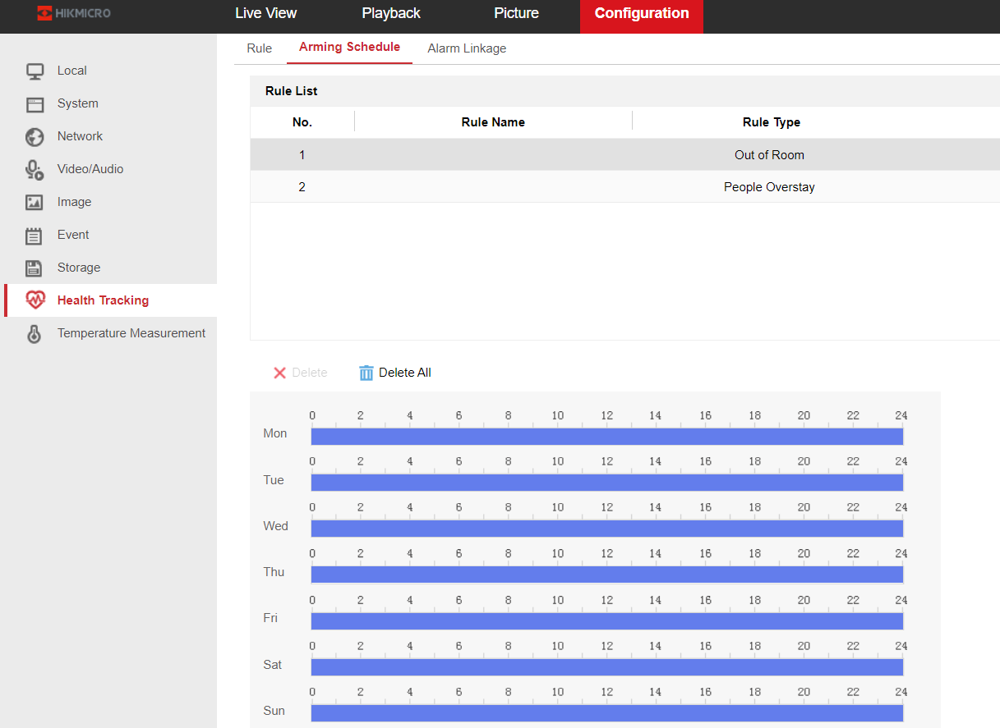 HIKMICRO Live View Playback Picture Configuration
Rule Arming Schedule Alarm Linkage
Local
System
Network
Video/Audio
Image
Event
Storage
Health Tracking
Temperature Measurement
Rule List
No. Rule Name Rule Type
1 Out of Room
2 People Overstay
Delete Delete All
0 2 4 6 8 10 12 14 16 18 20 22 24
Mon
0 2 4 6 8 10 12 14 16 18 20 22 24
Tue
0 2 4 6 8 10 12 14 16 18 20 22 24
Wed
0 2 4 6 8 10 12 14 16 18 20 22 24
Thu
0 2 4 6 8 10 12 14 16 18 20 22 24
Fri
0 2 4 6 8 10 12 14 16 18 20 22 24
Sat
0 2 4 6 8 10 12 14 16 18 20 22 24
Sun